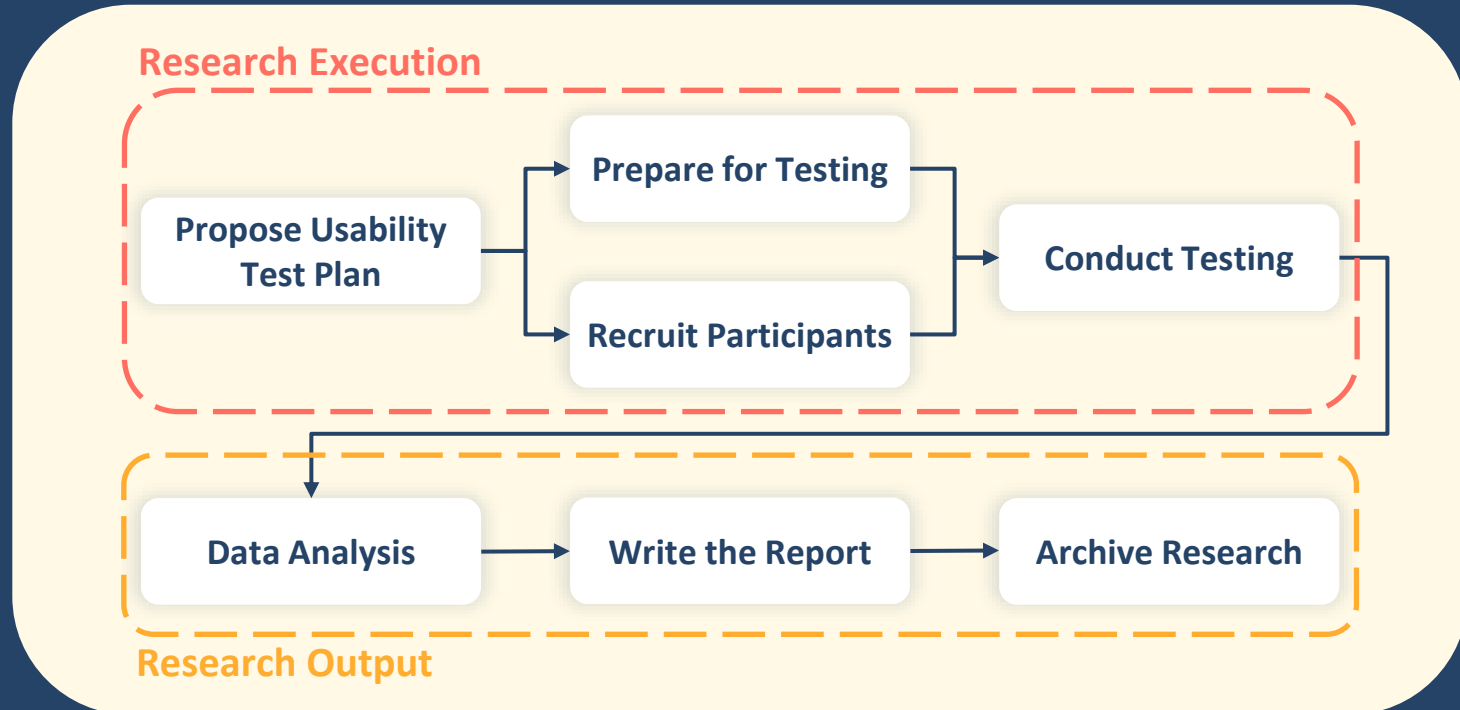 Research Execution
Prepare for Testing
Propose Usability
Test Plan
Conduct Testing
Recruit Participants
Data Analysis
Write the Report
Archive Research
Research Output